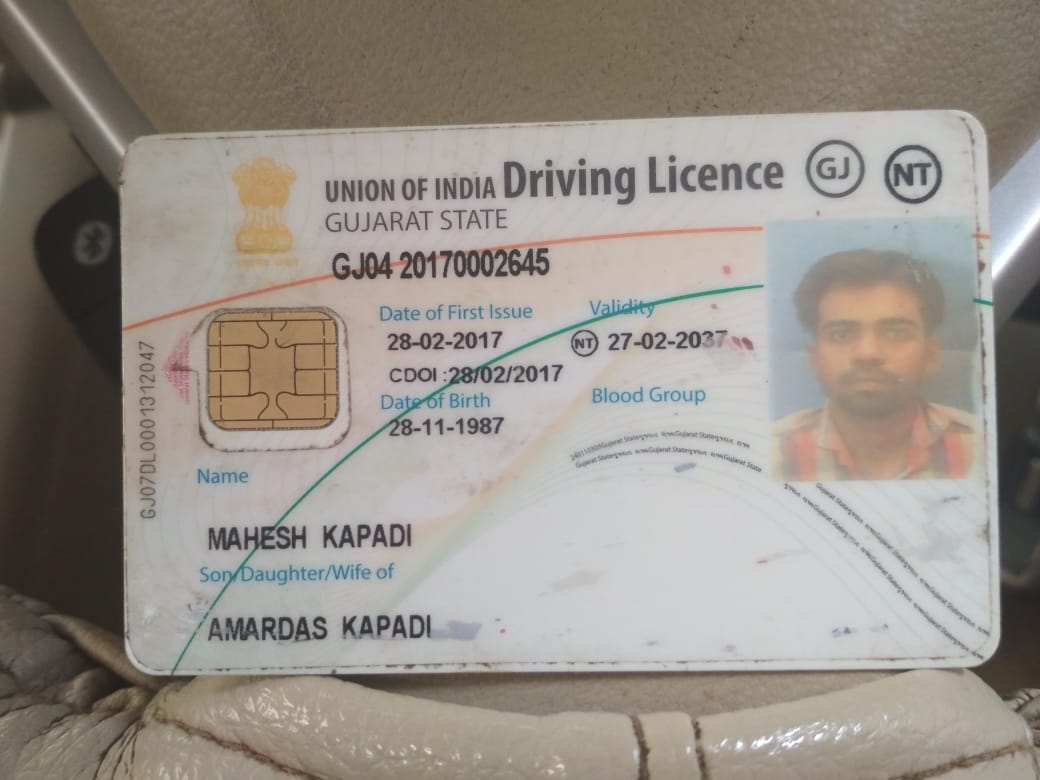 UNION OF INDIA Driving Licence GJ NT
GUJARAT STATE
GJ04 20170002645
Date of First Issue Validity
28-02-2017 NT 27-02-2037
CDOI :28/02/2017
Date of Birth Blood Group
28-11-1987
GJ07DL0001312047
Name
MAHESH KAPADI
Son/Daughter/Wife of
AMARDAS KAPADI